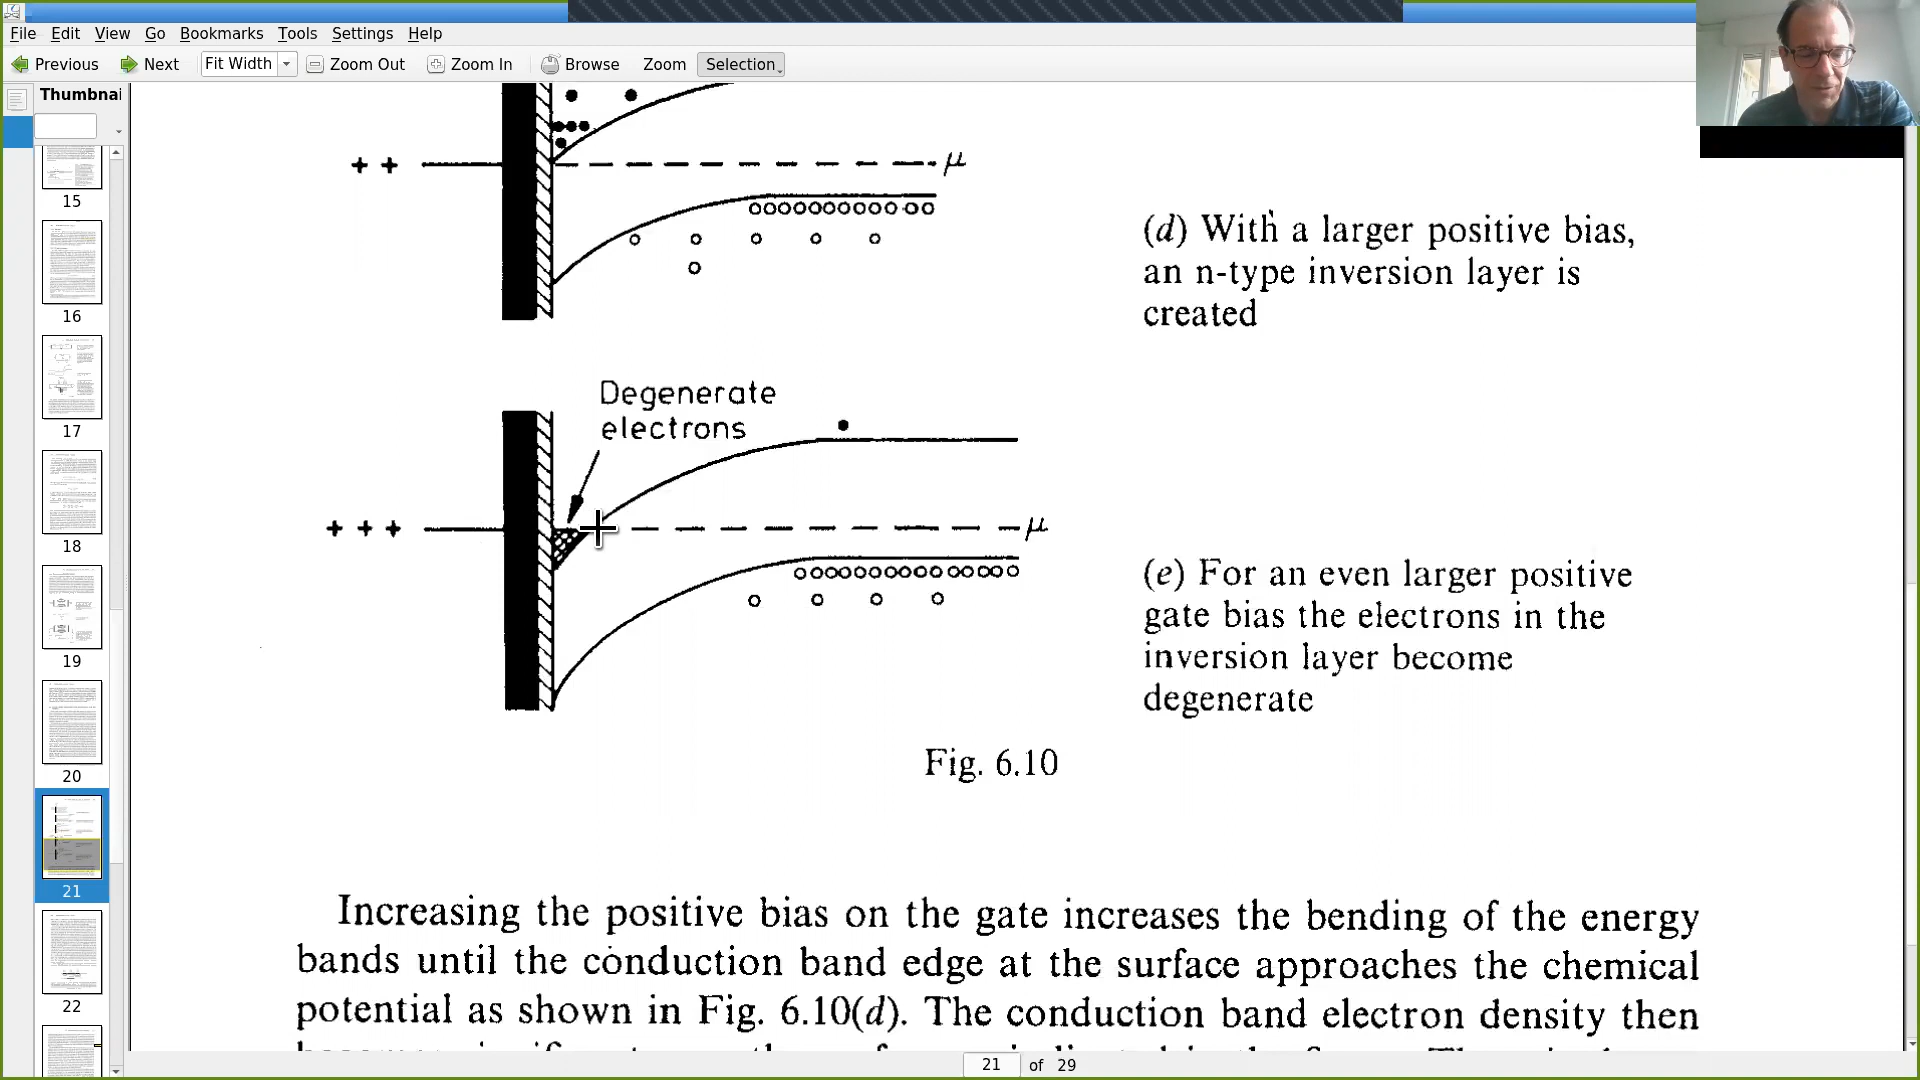 File Edit View Go Bookmarks Tools Settings Help
Previous Next Fit Width Zoom Out Zoom In Browse Zoom Selection
Thumbnai
15
16
17
18
19
20
21
22
+ + μ
(d) With a larger positive bias,
an n-type inversion layer is
created
Degenerate
electrons
+ + + μ
(e) For an even larger positive
gate bias the electrons in the
inversion layer become
degenerate
Fig. 6.10
Increasing the positive bias on the gate increases the bending of the energy
bands until the conduction band edge at the surface approaches the chemical
potential as shown in Fig. 6.10(d). The conduction band electron density then
21 of 29